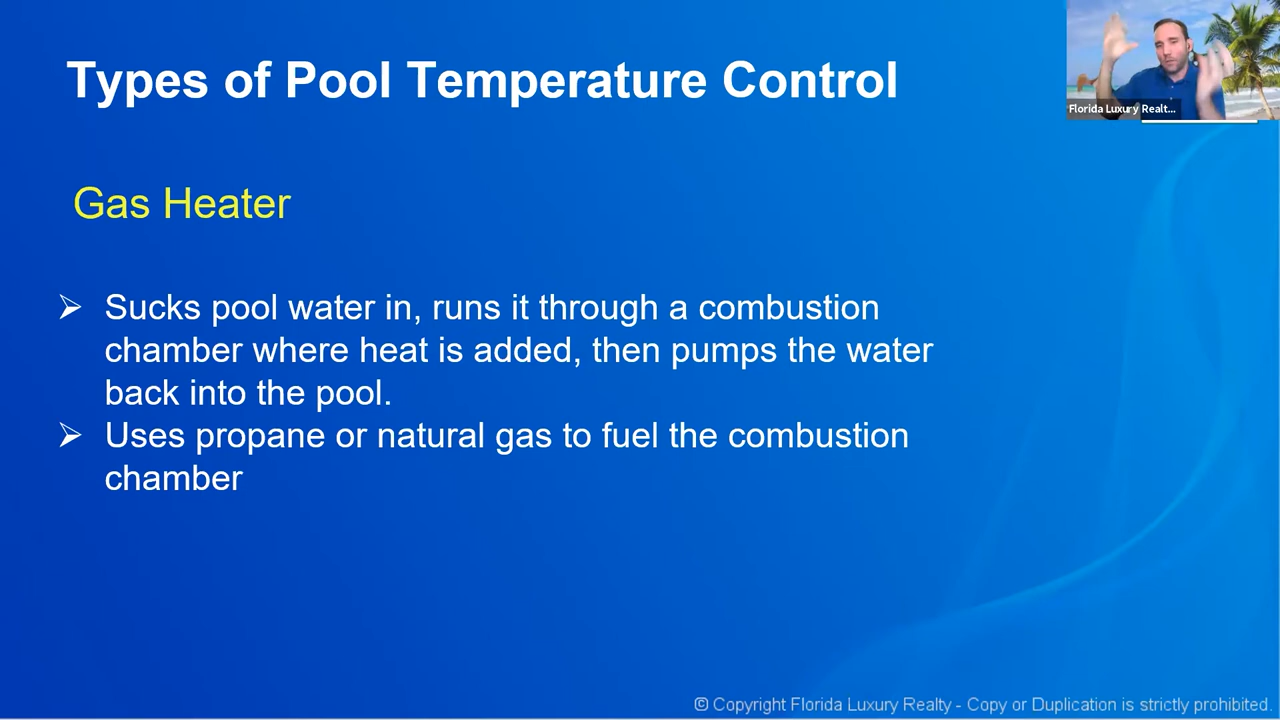 Types of Pool Temperature Control
Florida Luxury Realt...
Gas Heater
➢ Sucks pool water in, runs it through a combustion
chamber where heat is added, then pumps the water
back into the pool.
➢ Uses propane or natural gas to fuel the combustion
chamber
© Copyright Florida Luxury Realty - Copy or Duplication is strictly prohibited.